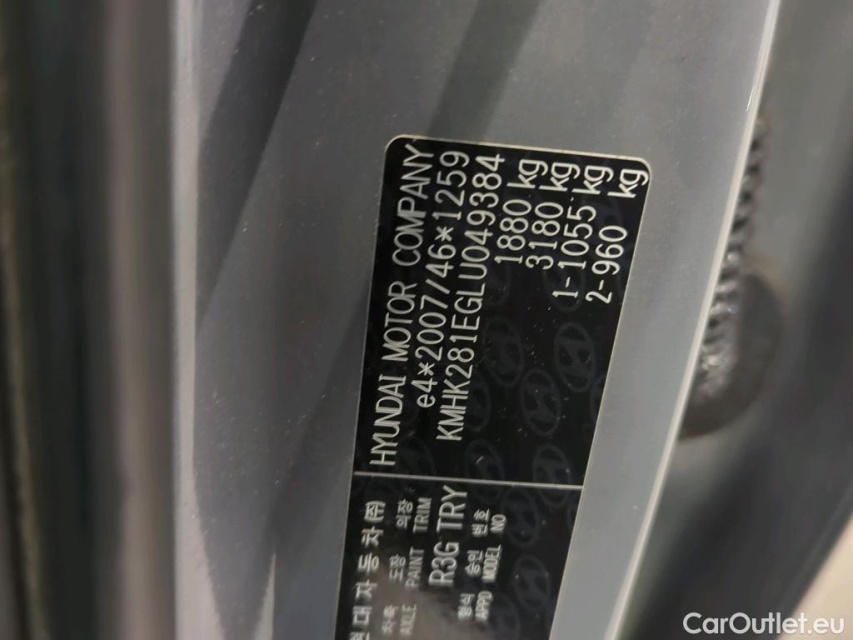 HYUNDAI MOTOR COMPANY
e4*2007/46*1259
KMHK281EGLU049384
1880 kg
3180 kg
1-1055 kg
2-960 kg
현대자동차㈜
차축 도장 의장
AXLE PAINT TRIM
R3G TRY
형식 승인 번호
APPD MODEL NO
CarOutlet.eu